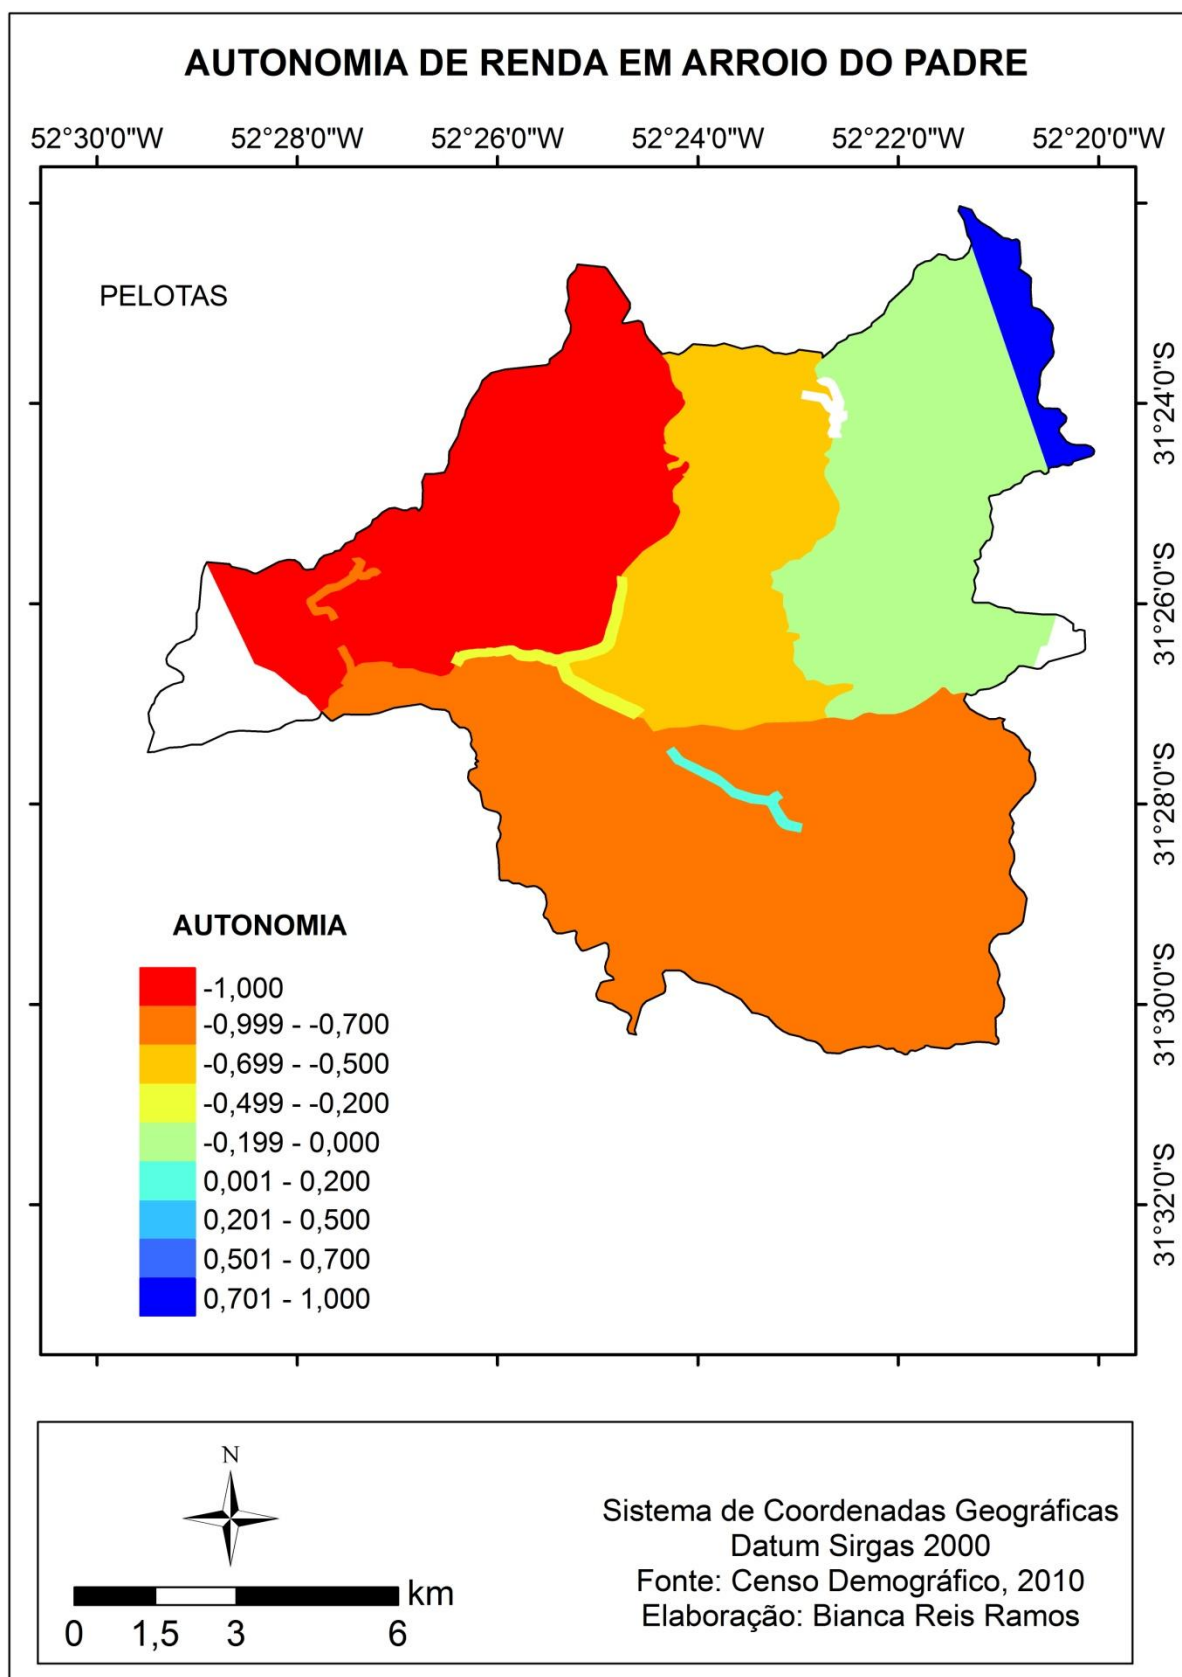 AUTONOMIA DE RENDA EM ARROIO DO PADRE
52°30'0"W 52°28'0"W 52°26'0"W 52°24'0"W 52°22'0"W 52°20'0"W
PELOTAS
31°24'0"S
31°26'0"S
31°28'0"S
31°30'0"S
31°32'0"S
AUTONOMIA
-1,000
-0,999 - -0,700
-0,699 - -0,500
-0,499 - -0,200
-0,199 - 0,000
0,001 - 0,200
0,201 - 0,500
0,501 - 0,700
0,701 - 1,000
N
km
0 1,5 3 6
Sistema de Coordenadas Geográficas
Datum Sirgas 2000
Fonte: Censo Demográfico, 2010
Elaboração: Bianca Reis Ramos